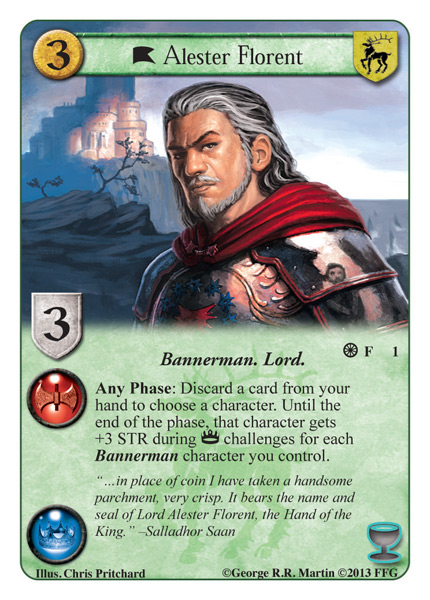 3
Alester Florent
3
Bannerman. Lord.
F 1
Any Phase: Discard a card from your
hand to choose a character. Until the
end of the phase, that character gets
+3 STR during challenges for each
Bannerman character you control.
“...in place of coin I have taken a handsome
parchment, very crisp. It bears the name and
seal of Lord Alester Florent, the Hand of the
King.” –Salladhor Saan
Illus. Chris Pritchard
©George R.R. Martin ©2013 FFG